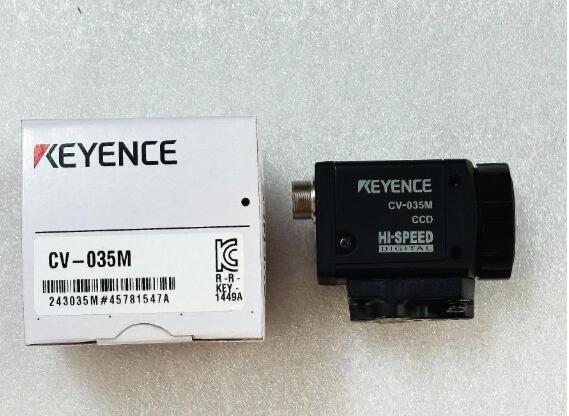 KEYENCE
CV-035M
243035M#45781547A
R-R-
KEY-
1449A
KEYENCE
CV-035M
CCD
HI-SPEED
DIGITAL